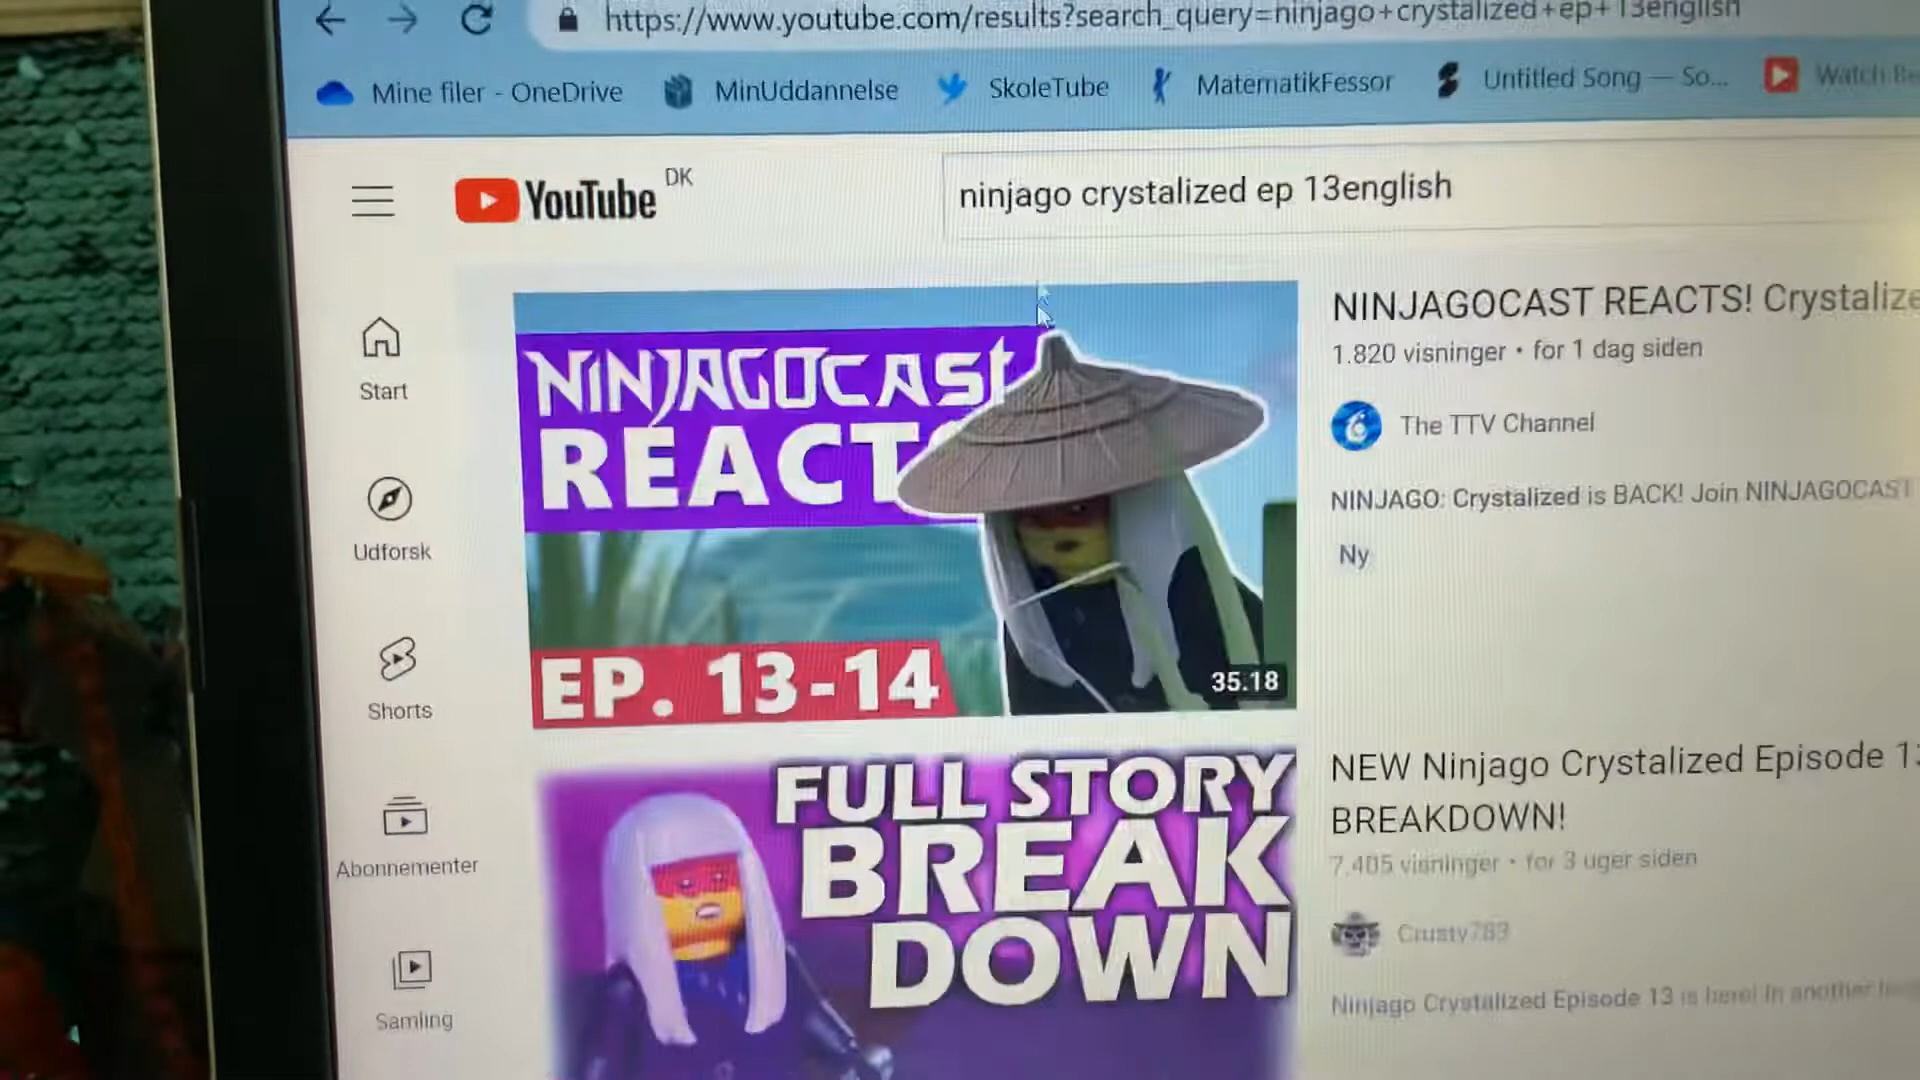 https://www.youtube.com/results?search_query=ninjago+crystalized+ep+13english
Mine filer - OneDrive MinUddannelse SkoleTube MatematikFessor Untitled Song — So... Watch
YouTube DK
ninjago crystalized ep 13english
Start
Udforsk
Shorts
Abonnementer
Samling
NINJAGOCAST
REACTS
EP. 13-14
35.18
NINJAGOCAST REACTS! Crystalize
1.820 visninger • for 1 dag siden
The TTV Channel
NINJAGO: Crystalized is BACK! Join NINJAGOCAST
Ny
FULL STORY
BREAK
DOWN
NEW Ninjago Crystalized Episode 13
BREAKDOWN!
7.405 visninger • for 3 uger siden
Crusty783
Ninjago Crystalized Episode 13 is here! In another